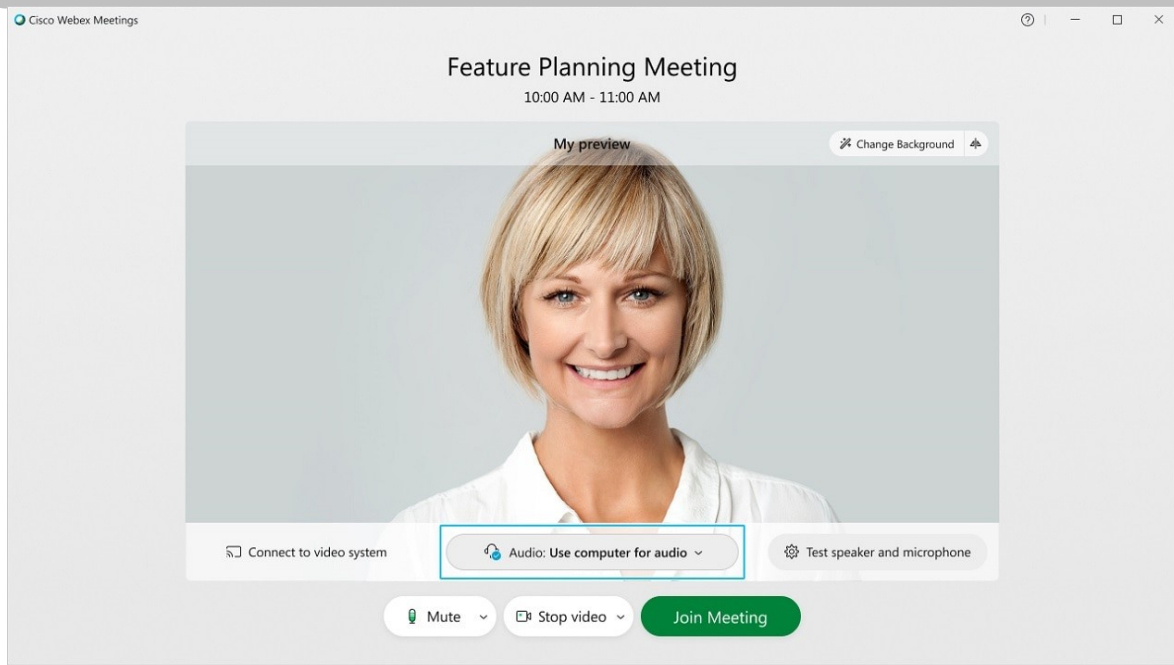 Cisco Webex Meetings
Feature Planning Meeting
10:00 AM - 11:00 AM
My preview
Change Background
Connect to video system
Audio: Use computer for audio
Test speaker and microphone
Mute
Stop video
Join Meeting